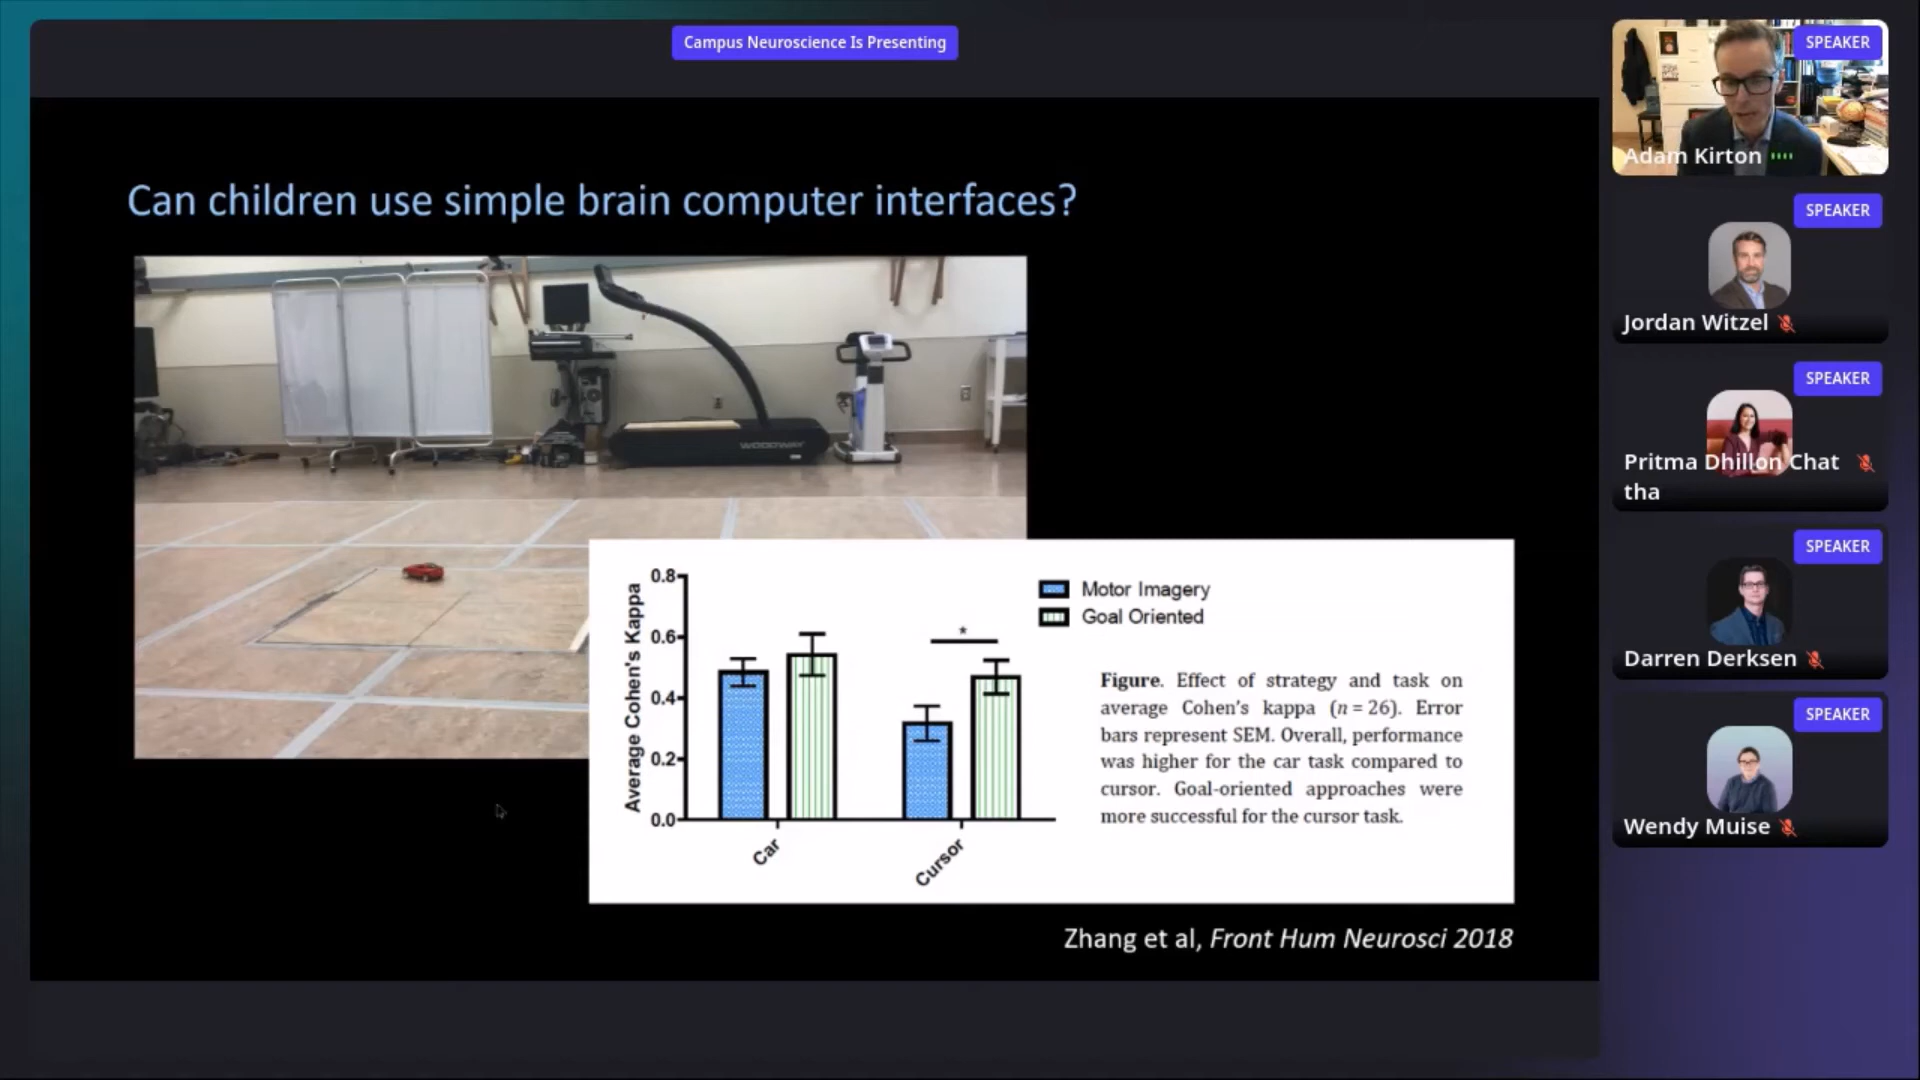 Campus Neuroscience Is Presenting
Can children use simple brain computer interfaces?
WOODWAY
Average Cohen's Kappa
0.8
0.6
0.4
0.2
0.0
*
Car
Cursor
Motor Imagery
Goal Oriented
Figure. Effect of strategy and task on
average Cohen's kappa (n = 26). Error
bars represent SEM. Overall, performance
was higher for the car task compared to
cursor. Goal-oriented approaches were
more successful for the cursor task.
Zhang et al, Front Hum Neurosci 2018
SPEAKER
Adam Kirton
SPEAKER
Jordan Witzel
SPEAKER
Pritma Dhillon Chat
tha
SPEAKER
Darren Derksen
SPEAKER
Wendy Muise